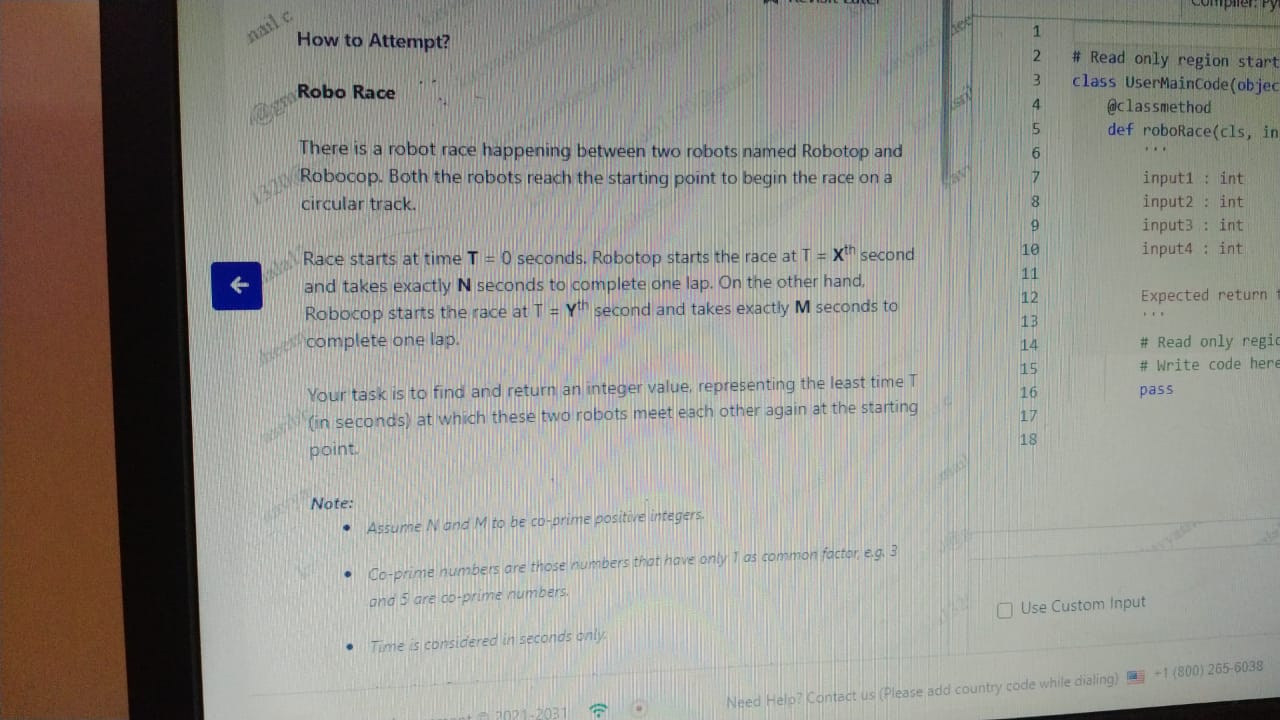 How to Attempt?
Robo Race
There is a robot race happening between two robots named Robotop and
Robocop. Both the robots reach the starting point to begin the race on a
circular track.
Race starts at time T = 0 seconds. Robotop starts the race at T = Xth second
and takes exactly N seconds to complete one lap. On the other hand,
Robocop starts the race at T = Yth second and takes exactly M seconds to
complete one lap.
Your task is to find and return an integer value, representing the least time T
(in seconds) at which these two robots meet each other again at the starting
point.
Note:
• Assume N and M to be co-prime positive integers.
• Co-prime numbers are those numbers that have only 1 as common factor, e.g. 3
and 5 are co-prime numbers.
• Time is considered in seconds only.
Compiler: Py
1
2 # Read only region start
3 class UserMainCode(objec
4 @classmethod
5 def roboRace(cls, in
6 '''
7 input1 : int
8 input2 : int
9 input3 : int
10 input4 : int
11
12 Expected return t
13 '''
14 # Read only regio
15 # Write code here
16 pass
17
18
Use Custom Input
Need Help? Contact us (Please add country code while dialing) +1 (800) 265-6038
© 2021-2031